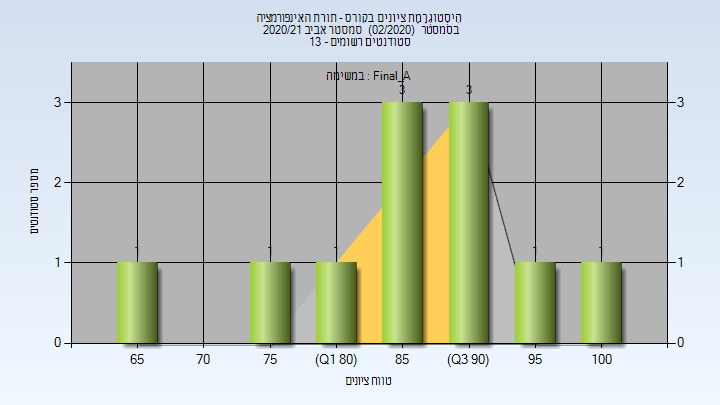 הִיסְטוֹגְרָמַת ציונים בקורס - תורת האינפורמציה
בסמסטר (02/2020) סמסטר אביב 2020/21
סטודנטים רשומים - 13
במשימה : Final_A
מספר סטודנטים
3
2
1
0
3
2
1
0
1
1
1
3
3
1
1
65
70
75
(Q1 80)
85
(Q3 90)
95
100
טווח ציונים